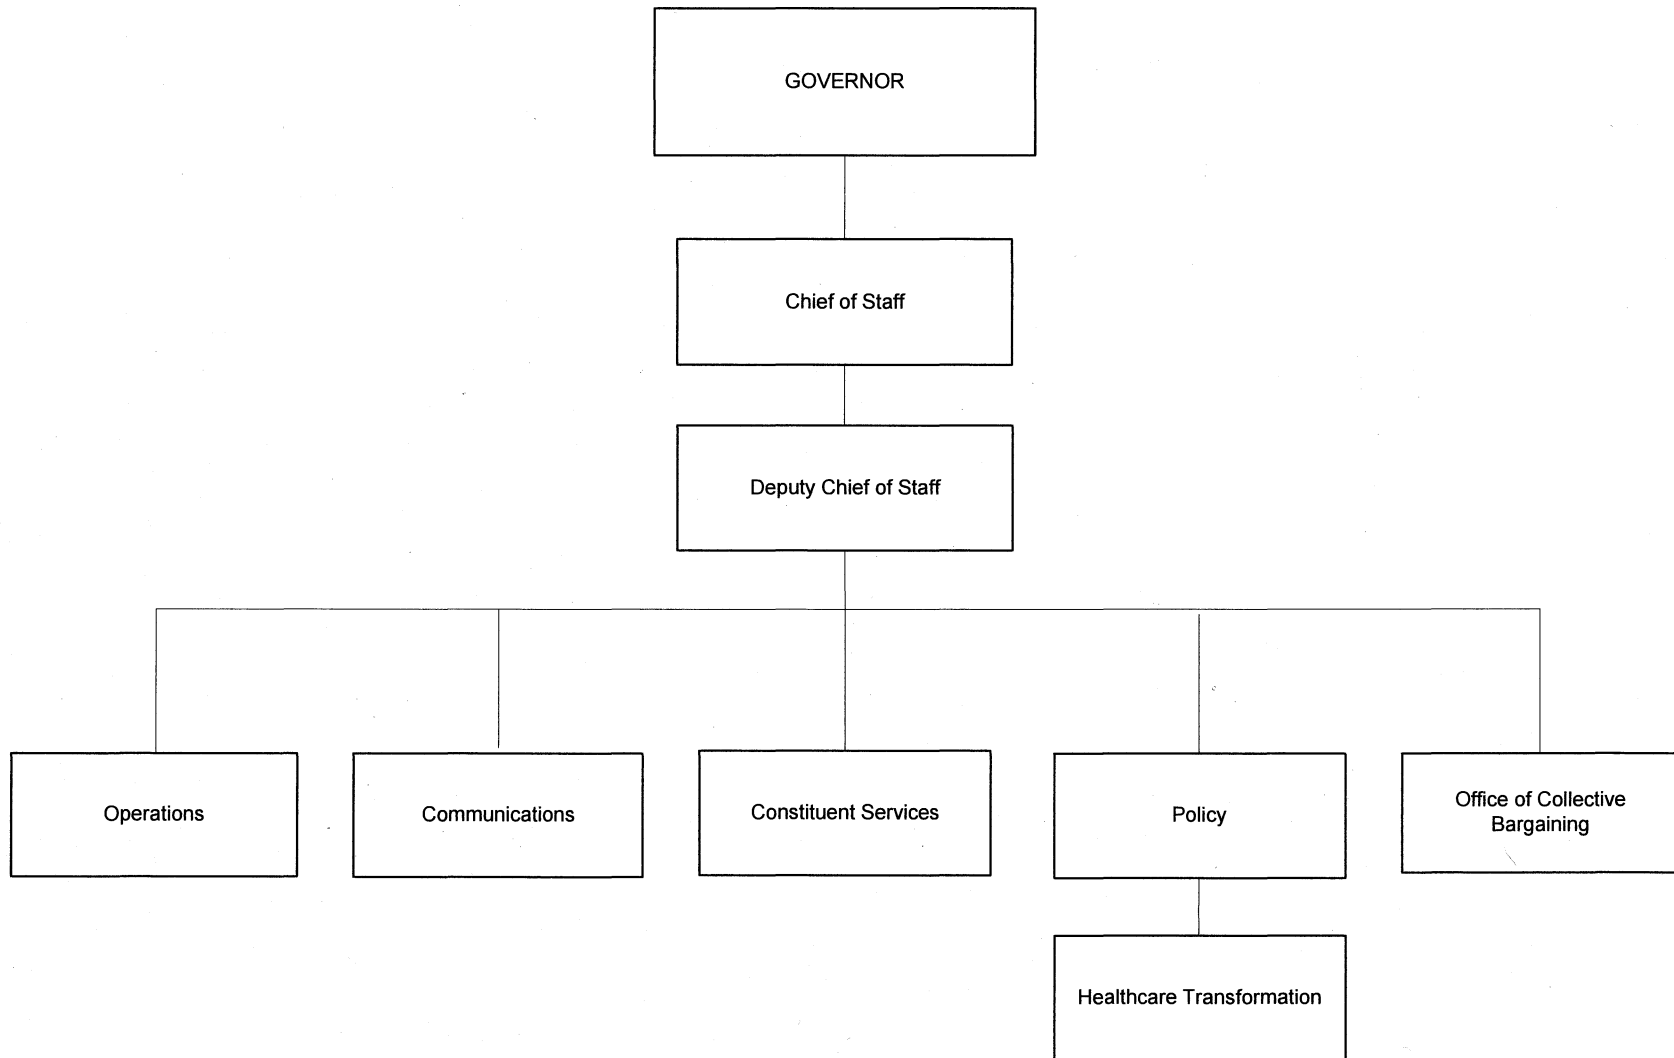 GOVERNOR
Chief of Staff
Deputy Chief of Staff
Operations
Communications
Constituent Services
Policy
Office of Collective
Bargaining
Healthcare Transformation